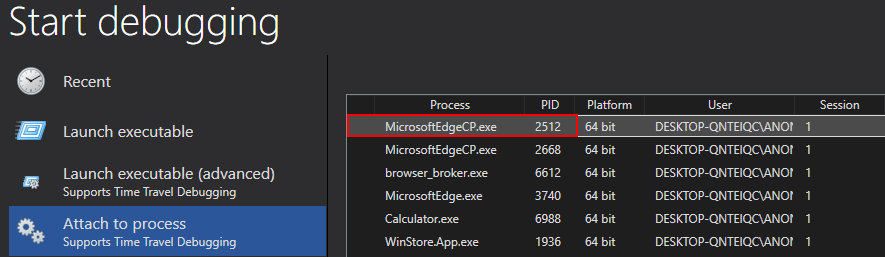 Start debugging
Recent
Launch executable
Launch executable (advanced)
Supports Time Travel Debugging
Attach to process
Supports Time Travel Debugging
Process PID Platform User Session
MicrosoftEdgeCP.exe 2512 64 bit DESKTOP-QNTEIQC\ANON 1
MicrosoftEdgeCP.exe 2668 64 bit DESKTOP-QNTEIQC\ANON 1
browser_broker.exe 6612 64 bit DESKTOP-QNTEIQC\ANON 1
MicrosoftEdge.exe 3740 64 bit DESKTOP-QNTEIQC\ANON 1
Calculator.exe 6988 64 bit DESKTOP-QNTEIQC\ANON 1
WinStore.App.exe 1936 64 bit DESKTOP-QNTEIQC\ANON 1